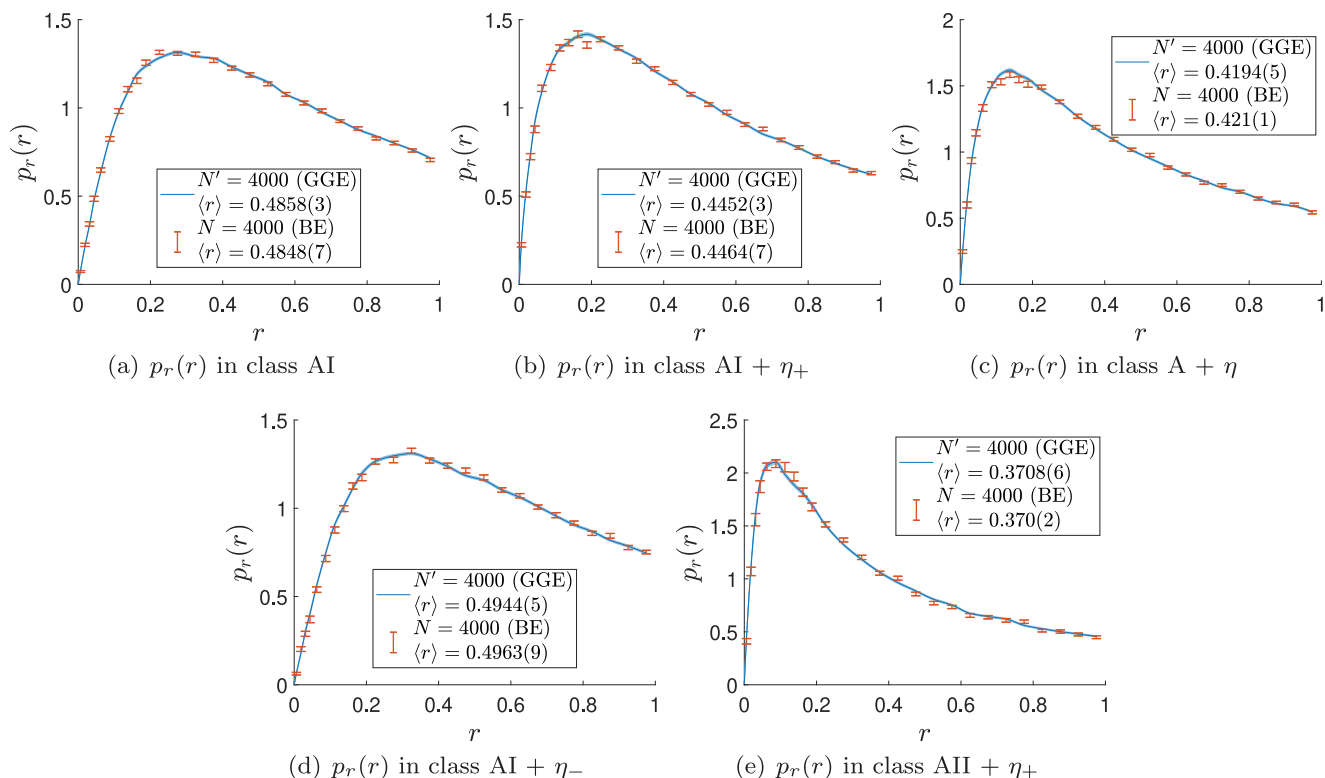 1.5
1
0.5
0
p_r(r)
N′ = 4000 (GGE)
⟨r⟩ = 0.4858(3)
N = 4000 (BE)
⟨r⟩ = 0.4848(7)
0 0.2 0.4 0.6 0.8 1
r
(a) p_r(r) in class AI
1.5
1
0.5
0
p_r(r)
N′ = 4000 (GGE)
⟨r⟩ = 0.4452(3)
N = 4000 (BE)
⟨r⟩ = 0.4464(7)
0 0.2 0.4 0.6 0.8 1
r
(b) p_r(r) in class AI + η₊
2
1.5
1
0.5
0
p_r(r)
N′ = 4000 (GGE)
⟨r⟩ = 0.4194(5)
N = 4000 (BE)
⟨r⟩ = 0.421(1)
0 0.2 0.4 0.6 0.8 1
r
(c) p_r(r) in class A + η
1.5
1
0.5
0
p_r(r)
N′ = 4000 (GGE)
⟨r⟩ = 0.4944(5)
N = 4000 (BE)
⟨r⟩ = 0.4963(9)
0 0.2 0.4 0.6 0.8 1
r
(d) p_r(r) in class AI + η₋
2.5
2
1.5
1
0.5
0
p_r(r)
N′ = 4000 (GGE)
⟨r⟩ = 0.3708(6)
N = 4000 (BE)
⟨r⟩ = 0.370(2)
0 0.2 0.4 0.6 0.8 1
r
(e) p_r(r) in class AII + η₊